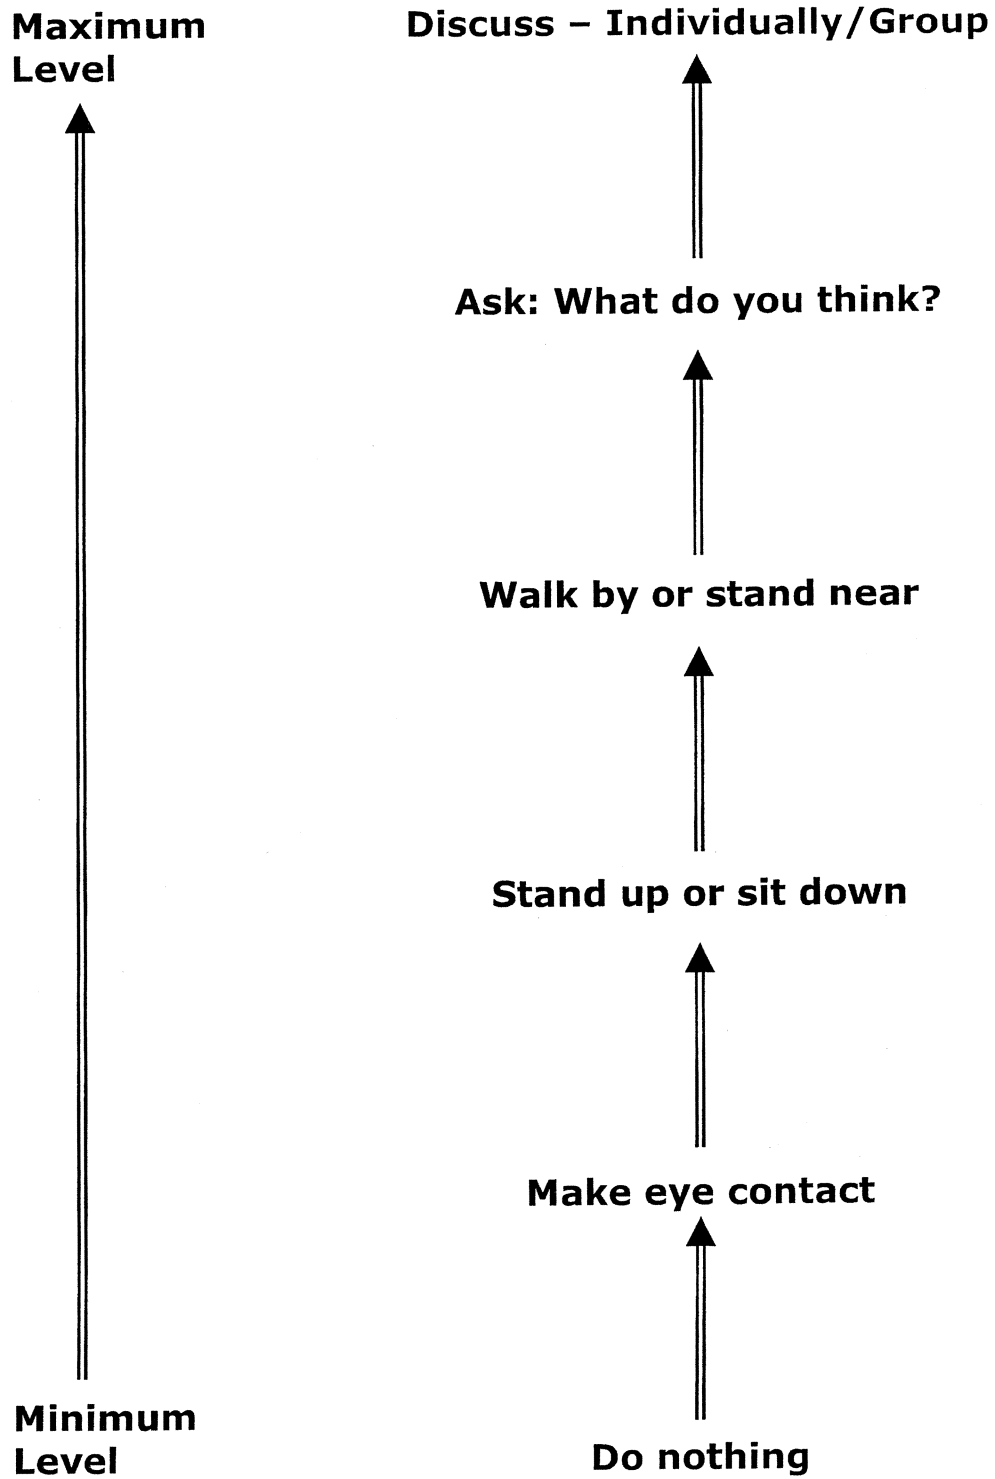 Maximum
Level
Discuss – Individually/Group
Ask: What do you think?
Walk by or stand near
Stand up or sit down
Make eye contact
Minimum
Level
Do nothing